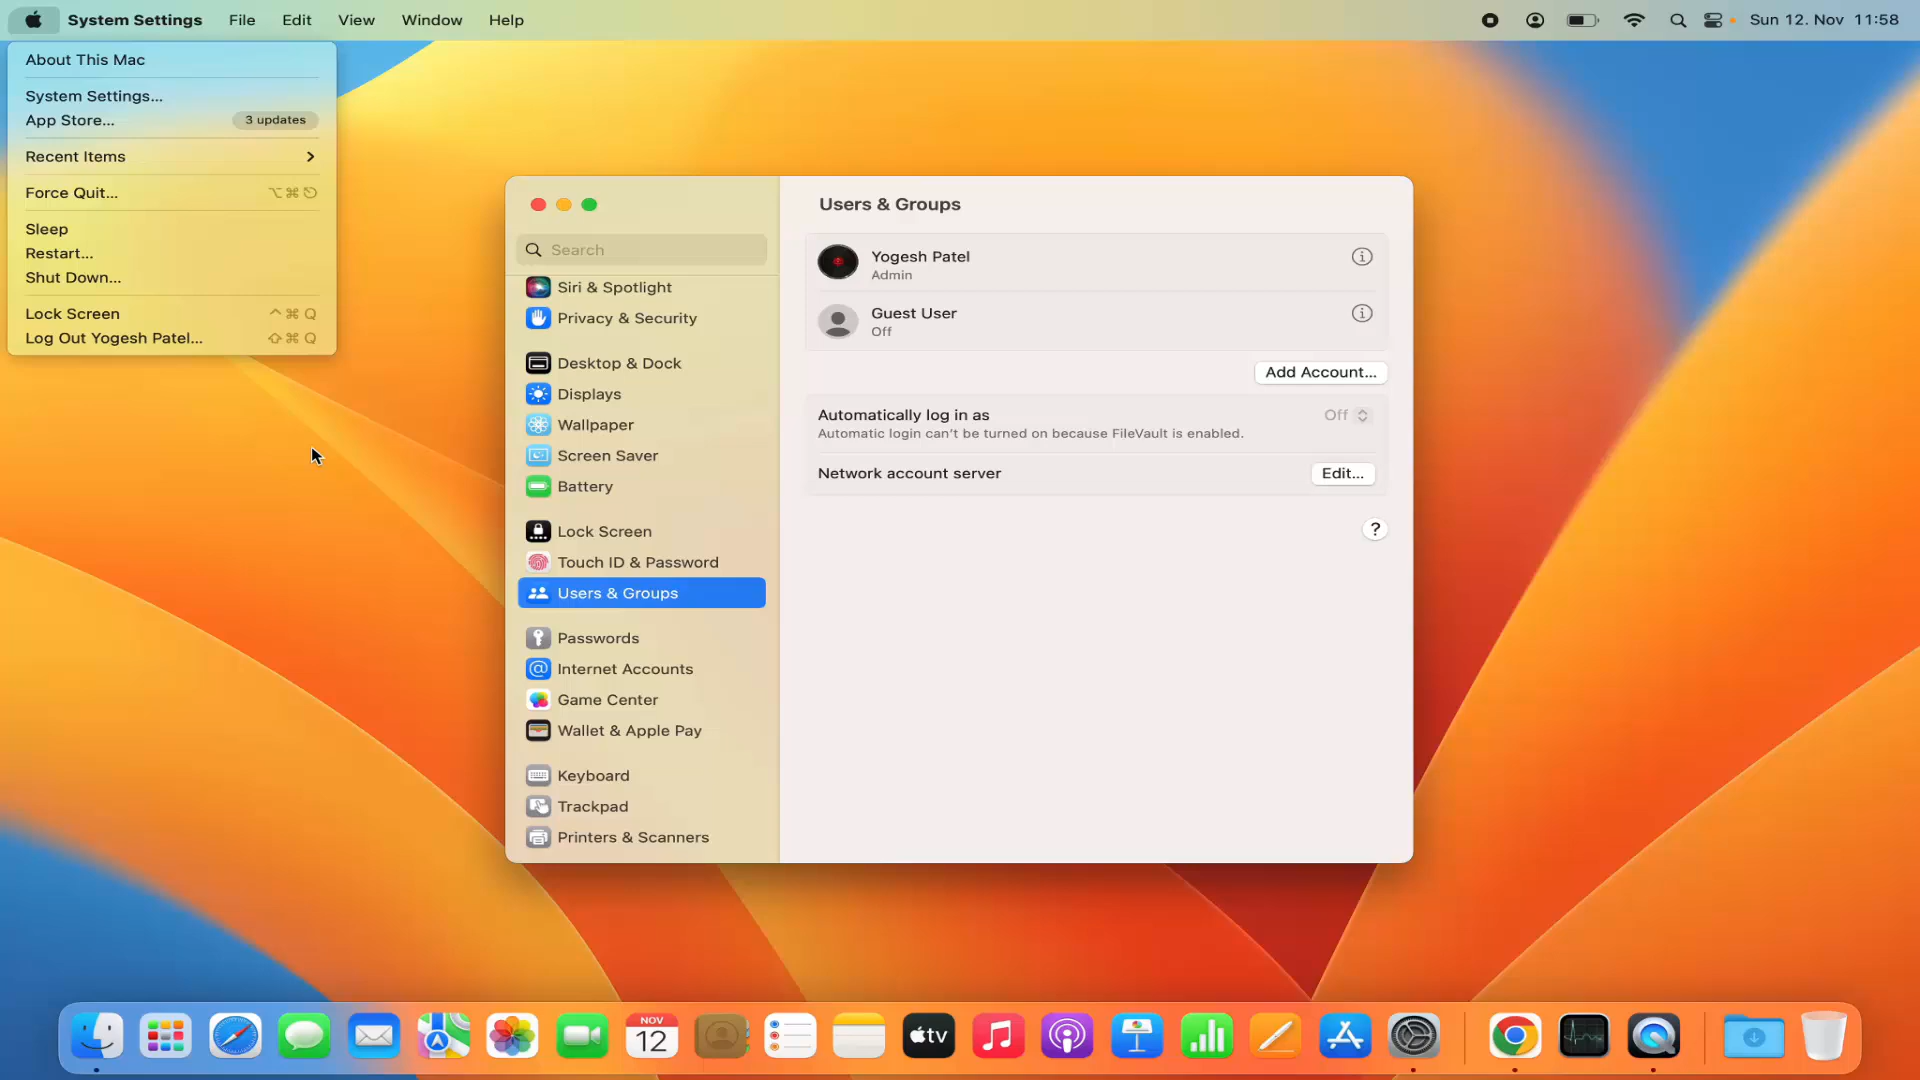 System Settings File Edit View Window Help Sun 12. Nov 11:58
About This Mac
System Settings...
App Store... 3 updates
Recent Items
Force Quit... ⌥⌘⎋
Sleep
Restart...
Shut Down...
Lock Screen ^⌘Q
Log Out Yogesh Patel... ⇧⌘Q
Search
Siri & Spotlight
Privacy & Security
Desktop & Dock
Displays
Wallpaper
Screen Saver
Battery
Lock Screen
Touch ID & Password
Users & Groups
Passwords
Internet Accounts
Game Center
Wallet & Apple Pay
Keyboard
Trackpad
Printers & Scanners
Users & Groups
Yogesh Patel
Admin
Guest User
Off
Add Account...
Automatically log in as Off
Automatic login can't be turned on because FileVault is enabled.
Network account server Edit...
?
NOV
12
tv